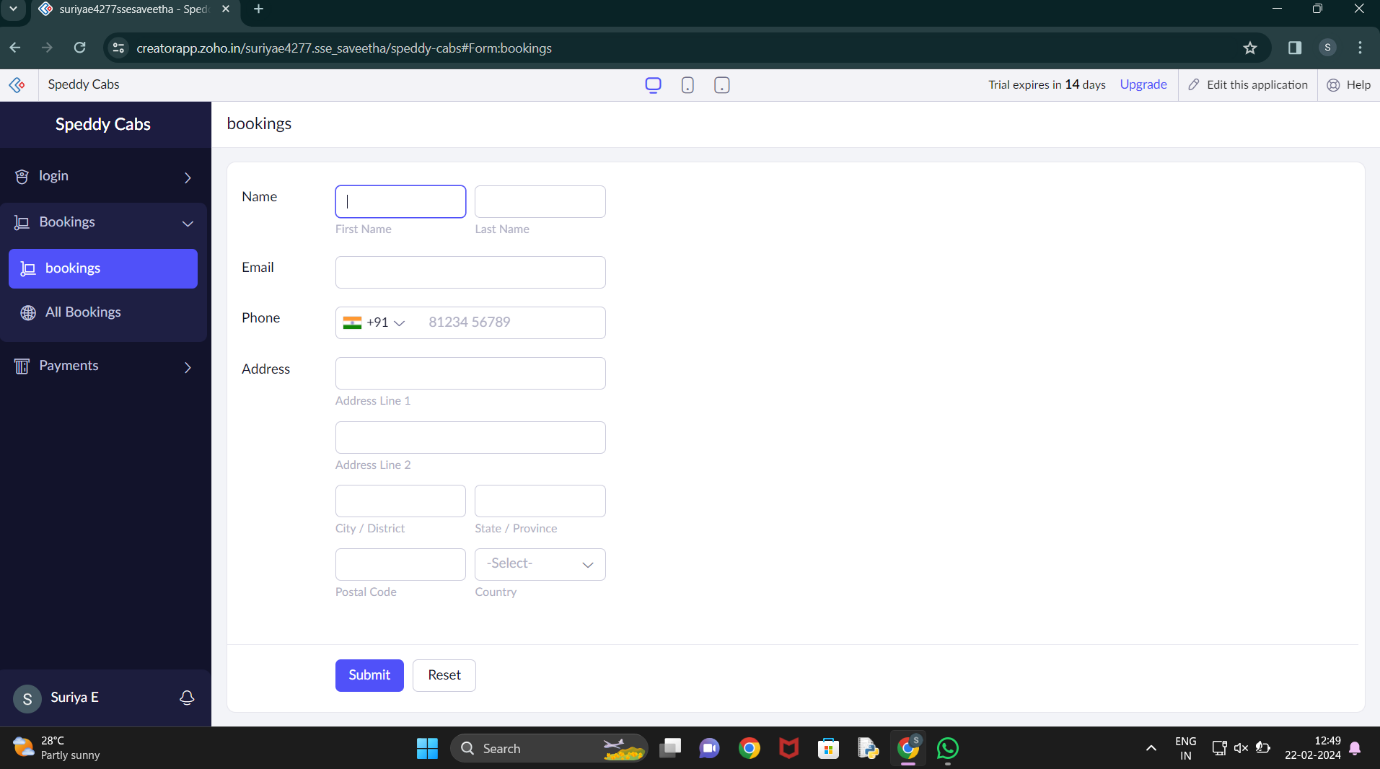 suriyae4277ssesaveetha - Spedd
creatorapp.zoho.in/suriyae4277.sse_saveetha/speddy-cabs#Form:bookings
S
Speddy Cabs
Trial expires in 14 days
Upgrade
Edit this application
Help
Speddy Cabs
login
Bookings
bookings
All Bookings
Payments
S
Suriya E
bookings
Name
First Name
Last Name
Email
Phone
+91
81234 56789
Address
Address Line 1
Address Line 2
City / District
State / Province
-Select-
Postal Code
Country
Submit
Reset
28°C
Partly sunny
Search
S
ENG
IN
12:49
22-02-2024